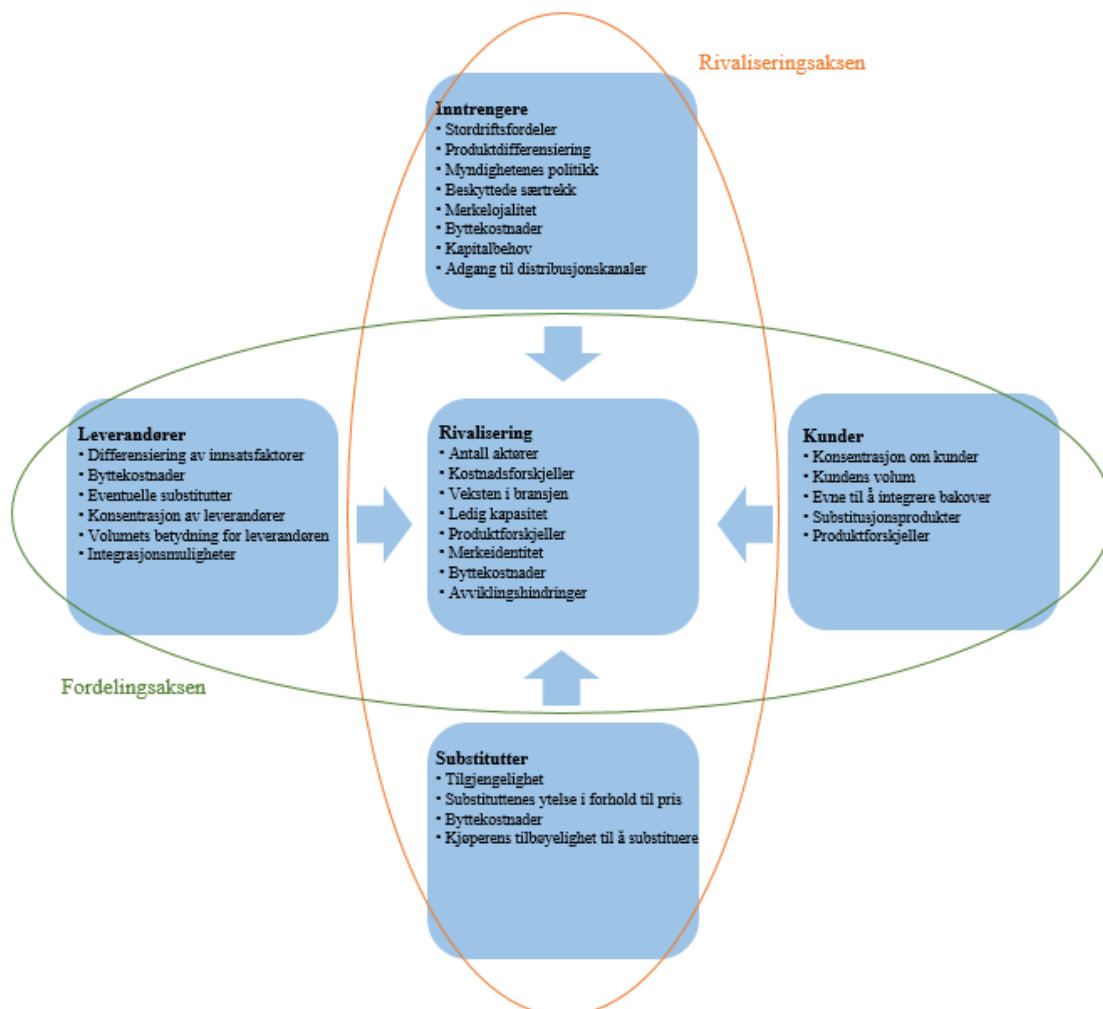 Rivaliseringsaksen
Inntrengere
▪ Stordriftsfordeler
▪ Produktdifferensiering
▪ Myndighetenes politikk
▪ Beskyttede særtrekk
▪ Merkelojalitet
▪ Byttekostnader
▪ Kapitalbehov
▪ Adgang til distribusjonskanaler
Leverandører
▪ Differensiering av innsatsfaktorer
▪ Byttekostnader
▪ Eventuelle substitutter
▪ Konsentrasjon av leverandører
▪ Volumets betydning for leverandøren
▪ Integrasjonsmuligheter
Rivalisering
▪ Antall aktører
▪ Kostnadsforskjeller
▪ Veksten i bransjen
▪ Ledig kapasitet
▪ Produktforskjeller
▪ Merkeidentitet
▪ Byttekostnader
▪ Avviklingshindringer
Kunder
▪ Konsentrasjon om kunder
▪ Kundens volum
▪ Evne til å integrere bakover
▪ Substitusjonsprodukter
▪ Produktforskjeller
Fordelingsaksen
Substitutter
▪ Tilgjengelighet
▪ Substituttenes ytelse i forhold til pris
▪ Byttekostnader
▪ Kjøperens tilbøyelighet til å substituere